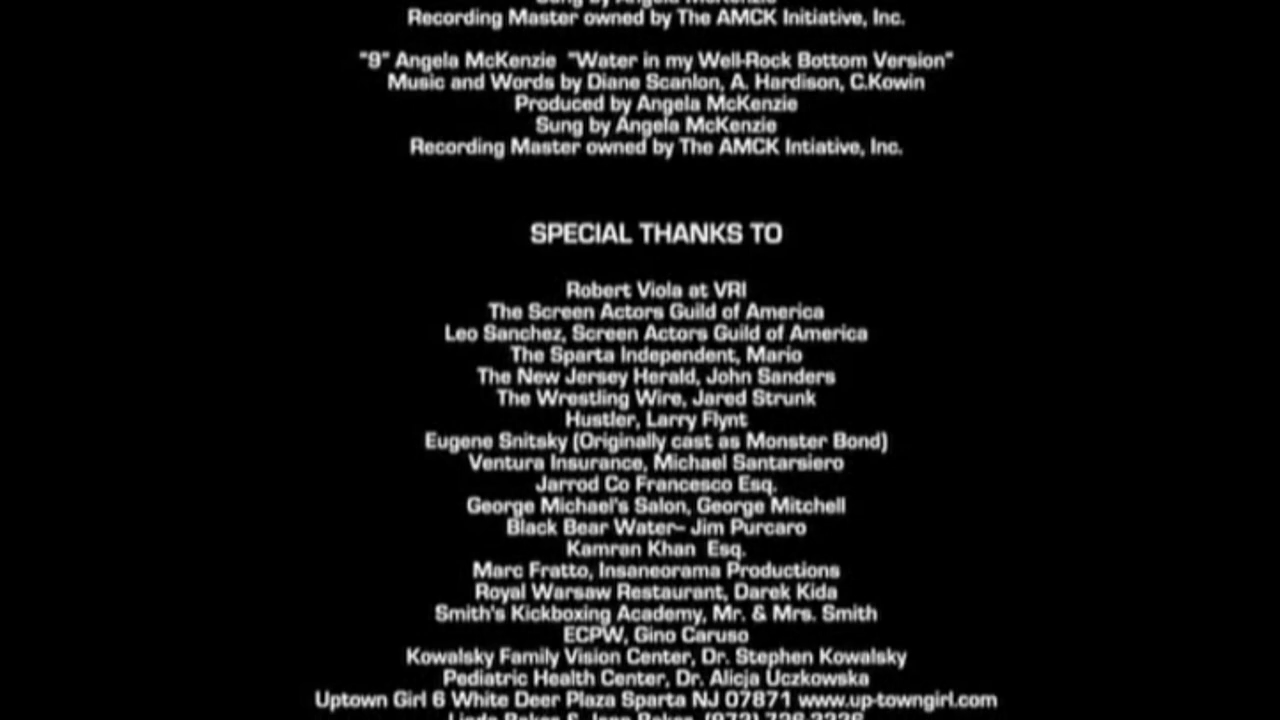 Sung by Angela McKenzie
Recording Master owned by The AMCK Initiative, Inc.
"9" Angela McKenzie "Water in my Well-Rock Bottom Version"
Music and Words by Diane Scanlon, A. Hardison, C.Kowin
Produced by Angela McKenzie
Sung by Angela McKenzie
Recording Master owned by The AMCK Intiative, Inc.
SPECIAL THANKS TO
Robert Viola at VRI
The Screen Actors Guild of America
Leo Sanchez, Screen Actors Guild of America
The Sparta Independent, Mario
The New Jersey Herald, John Sanders
The Wrestling Wire, Jared Strunk
Hustler, Larry Flynt
Eugene Snitsky (Originally cast as Monster Bond)
Ventura Insurance, Michael Santarsiero
Jarrod Co Francesco Esq.
George Michael's Salon, George Mitchell
Black Bear Water- Jim Purcaro
Kamran Khan Esq.
Marc Fratto, Insaneorama Productions
Royal Warsaw Restaurant, Darek Kida
Smith's Kickboxing Academy, Mr. & Mrs. Smith
ECPW, Gino Caruso
Kowalsky Family Vision Center, Dr. Stephen Kowalsky
Pediatric Health Center, Dr. Alicja Uczkowska
Uptown Girl 6 White Deer Plaza Sparta NJ 07871 www.up-towngirl.com